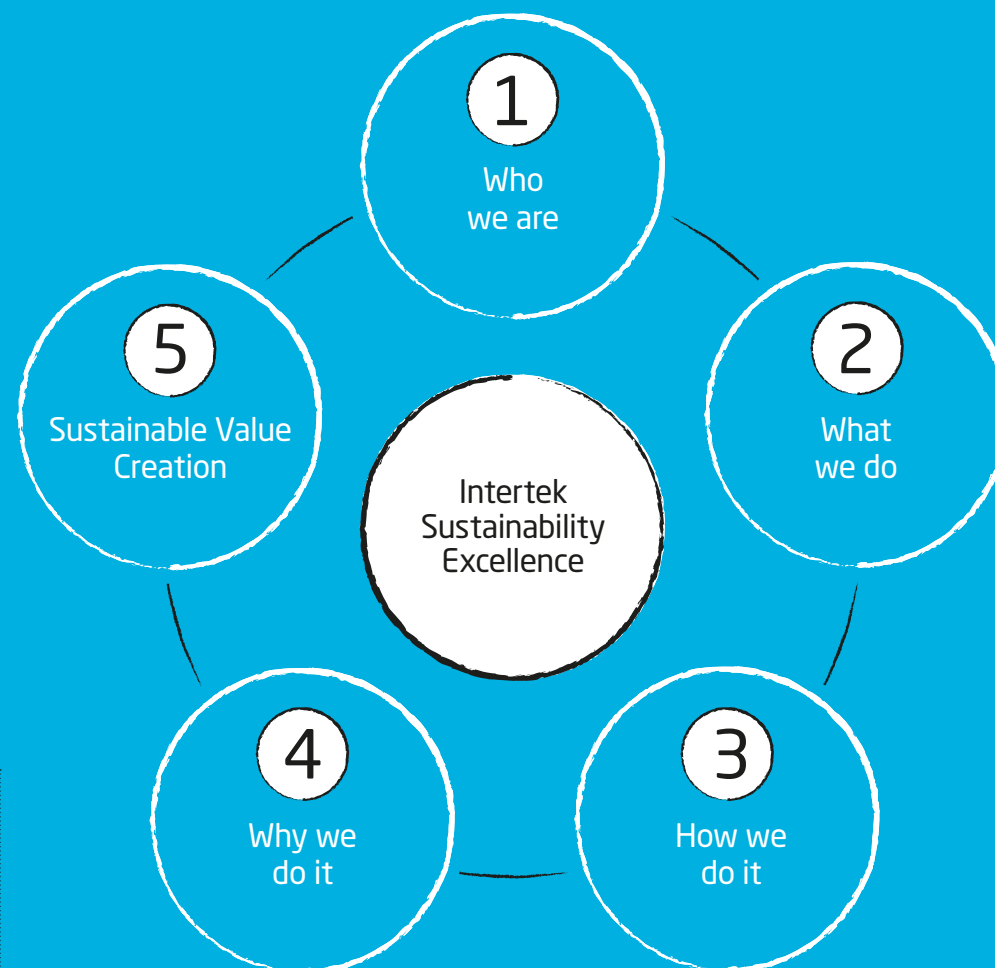 1
Who
we are
2
What
we do
3
How we
do it
4
Why we
do it
5
Sustainable Value
Creation
Intertek
Sustainability
Excellence